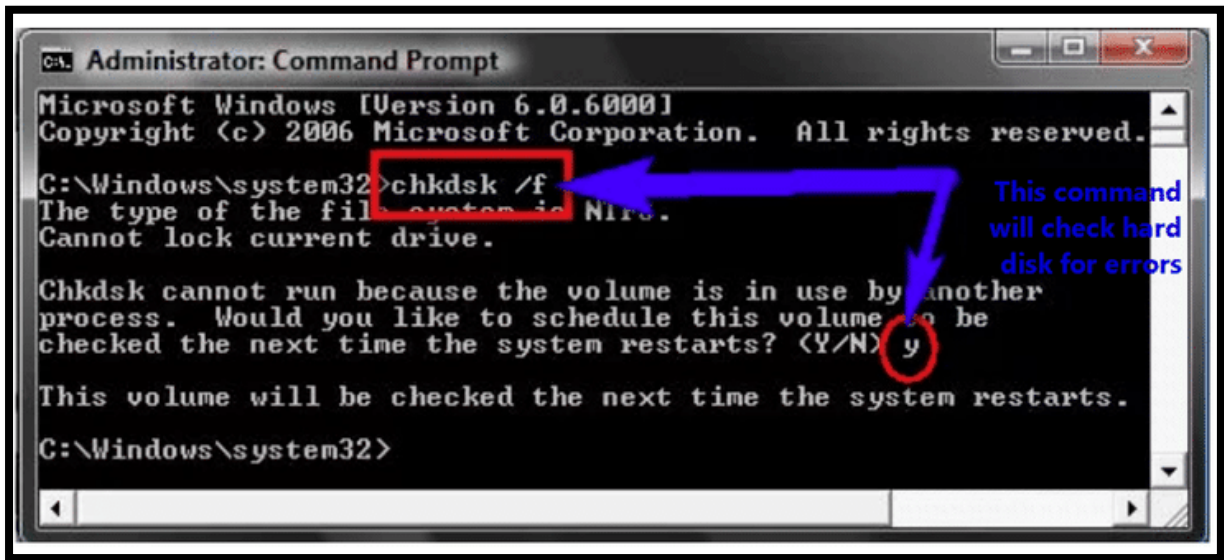 Administrator: Command Prompt
Microsoft Windows [Version 6.0.6000]
Copyright (c) 2006 Microsoft Corporation.  All rights reserved.
C:\Windows\system32>chkdsk /f
The type of the file system is NTFS.
Cannot lock current drive.
Chkdsk cannot run because the volume is in use by another
process.  Would you like to schedule this volume to be
checked the next time the system restarts? (Y/N) y
This volume will be checked the next time the system restarts.
C:\Windows\system32>
This command
will check hard
disk for errors